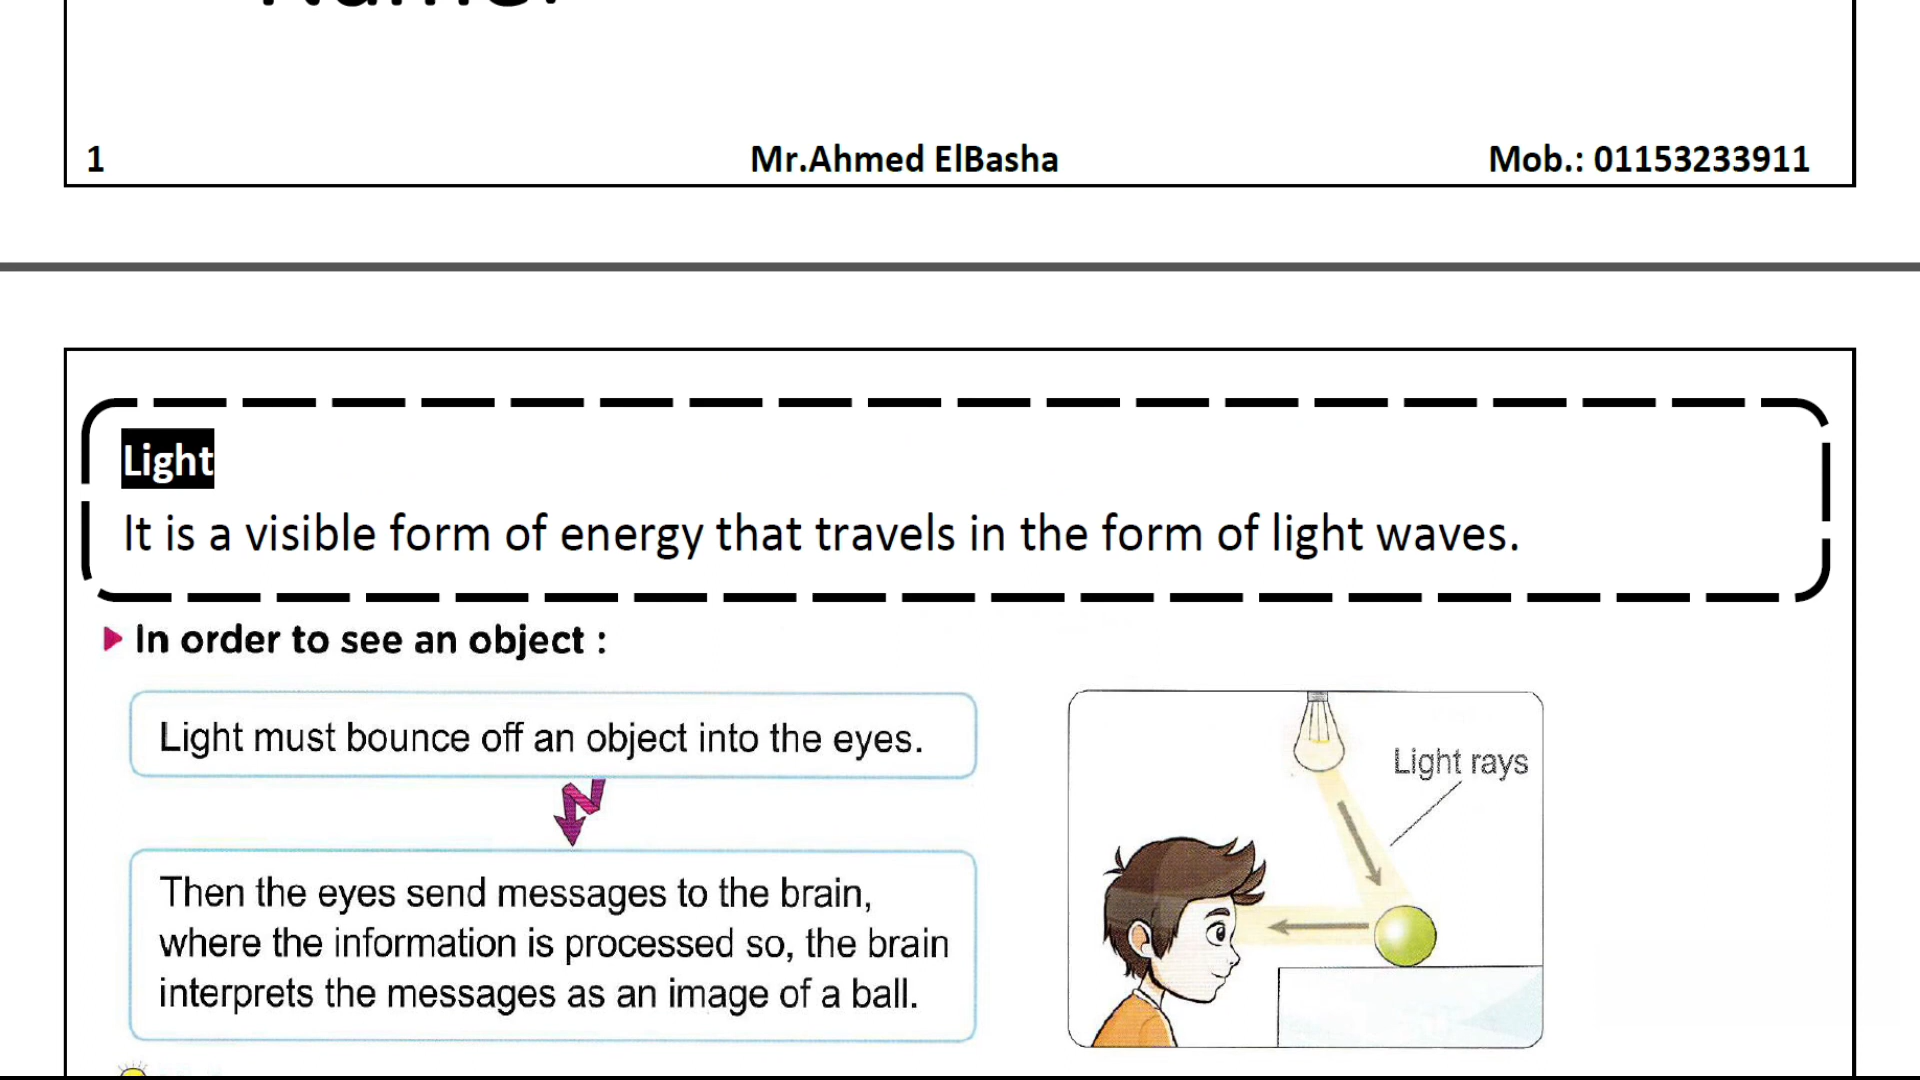 1 Mr.Ahmed ElBasha Mob.: 01153233911
Light
It is a visible form of energy that travels in the form of light waves.
In order to see an object :
Light must bounce off an object into the eyes.
Light rays
Then the eyes send messages to the brain,
where the information is processed so, the brain
interprets the messages as an image of a ball.